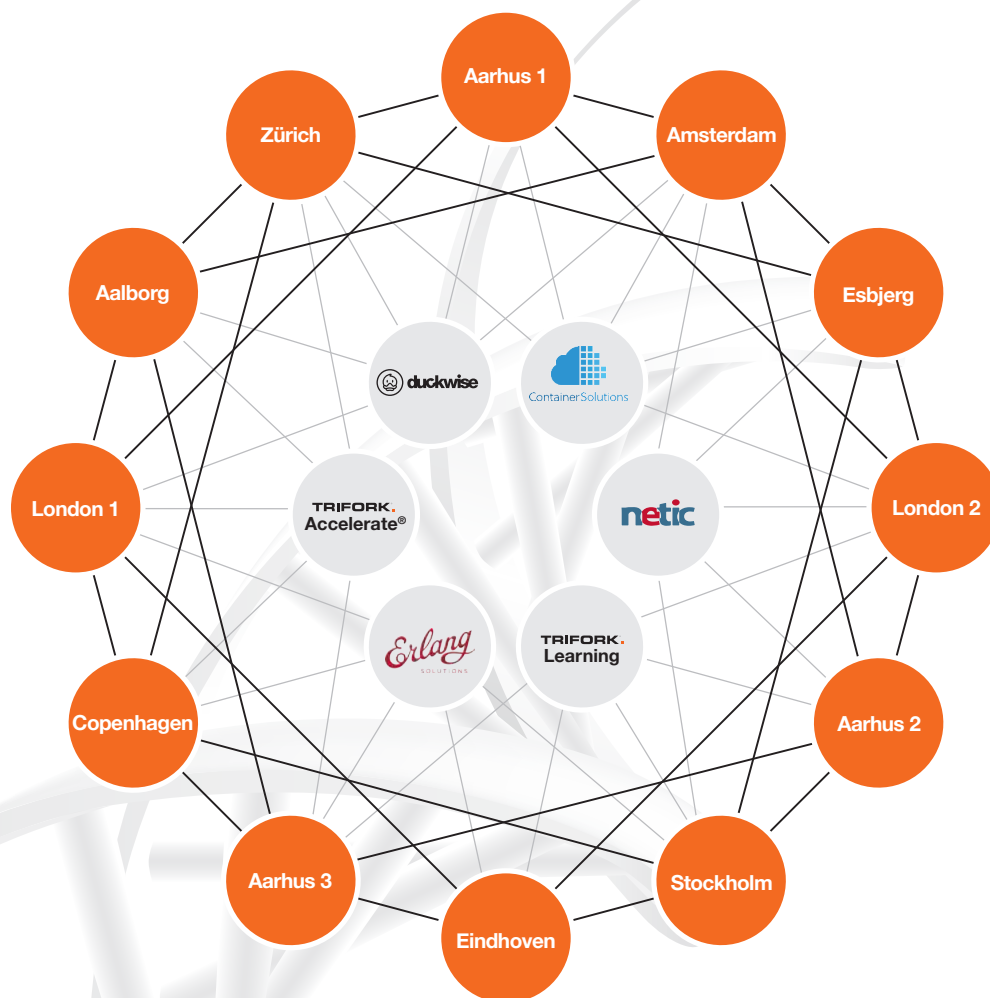 Aarhus 1
Zürich
Amsterdam
Aalborg
Esbjerg
duckwise
ContainerSolutions
London 1
TRIFORK.
Accelerate®
netic
London 2
Erlang
SOLUTIONS
TRIFORK.
Learning
Copenhagen
Aarhus 2
Aarhus 3
Stockholm
Eindhoven